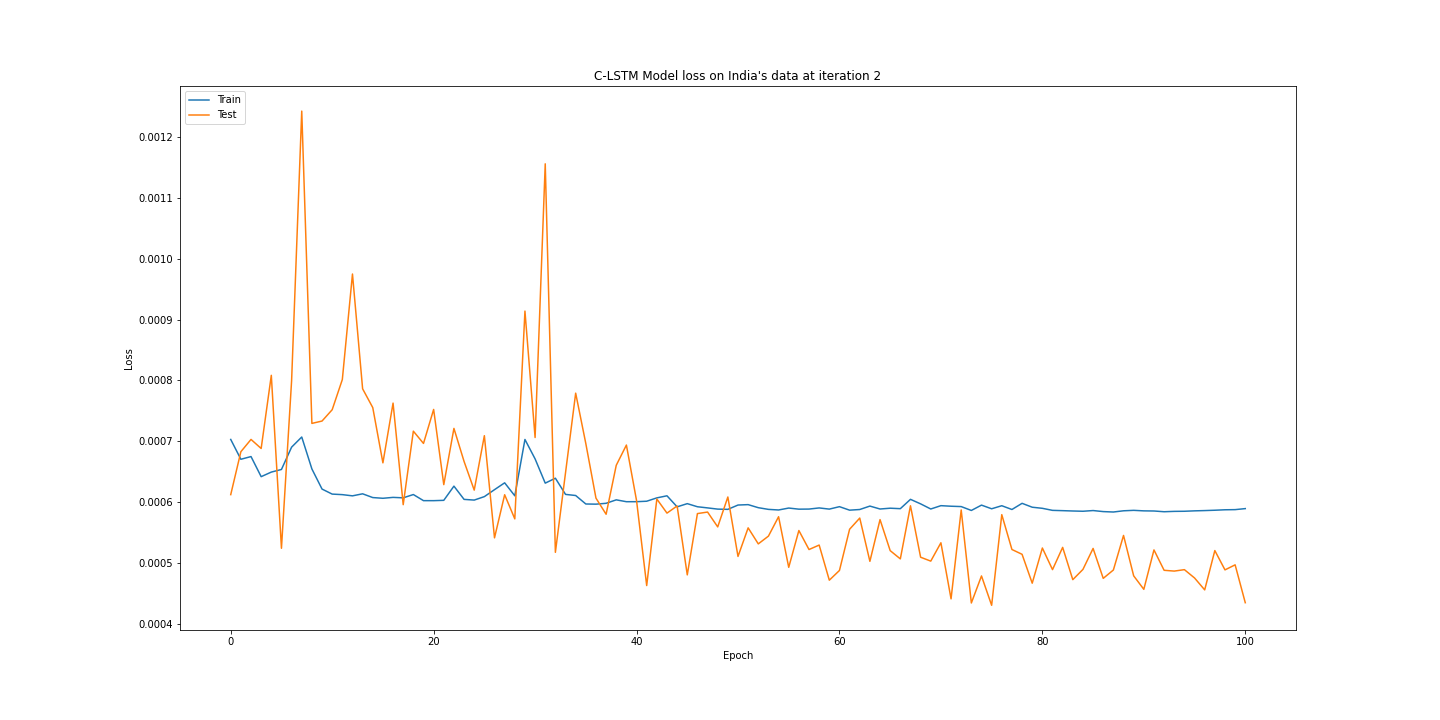 C-LSTM Model loss on India's data at iteration 2
Train
Test
0.0012
0.0011
0.0010
0.0009
0.0008
0.0007
0.0006
0.0005
0.0004
Loss
0 20 40 60 80 100
Epoch